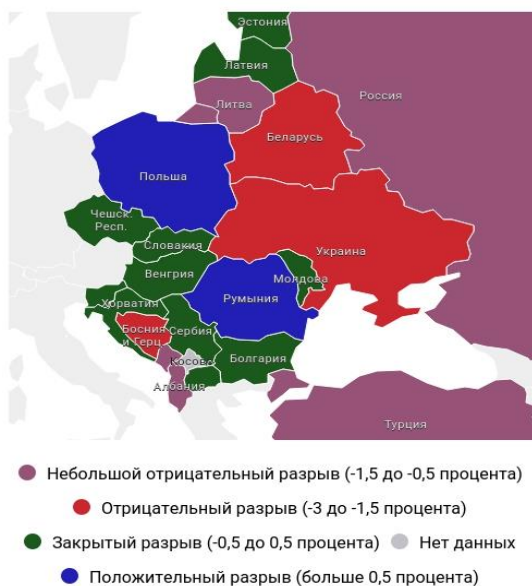 Эстония
Латвия
Литва
Россия
Беларусь
Польша
Чешск.
Респ.
Словакия
Украина
Венгрия
Молдова
Хорватия
Румыния
Босния
и Герц.
Сербия
Косово
Болгария
Албания
Турция
Небольшой отрицательный разрыв (-1,5 до -0,5 процента)
Отрицательный разрыв (-3 до -1,5 процента)
Закрытый разрыв (-0,5 до 0,5 процента) Нет данных
Положительный разрыв (больше 0,5 процента)